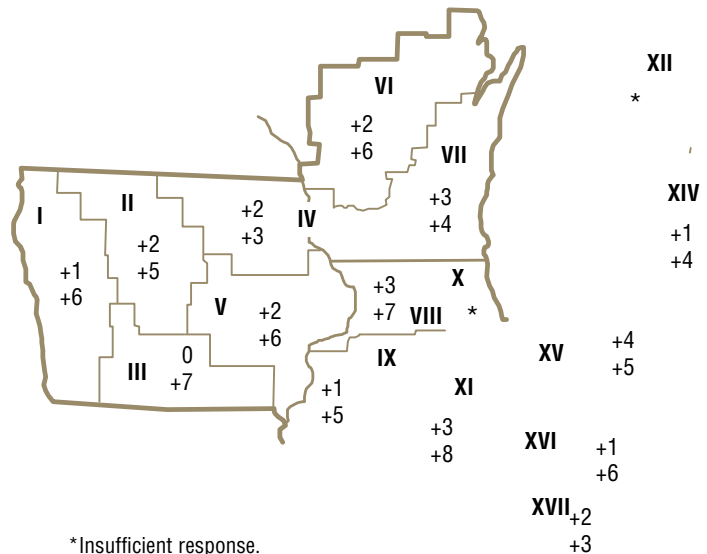 XII
*
VI
+2
+6
VII
+3
+4
XIV
+1
+4
I
+1
+6
II
+2
+5
+2
+3
IV
V
+2
+6
X
*
+3
+7
VIII
III
0
+7
IX
+1
+5
XI
+3
+8
XV
+4
+5
XVI
+1
+6
XVII
+2
+3
*Insufficient response.